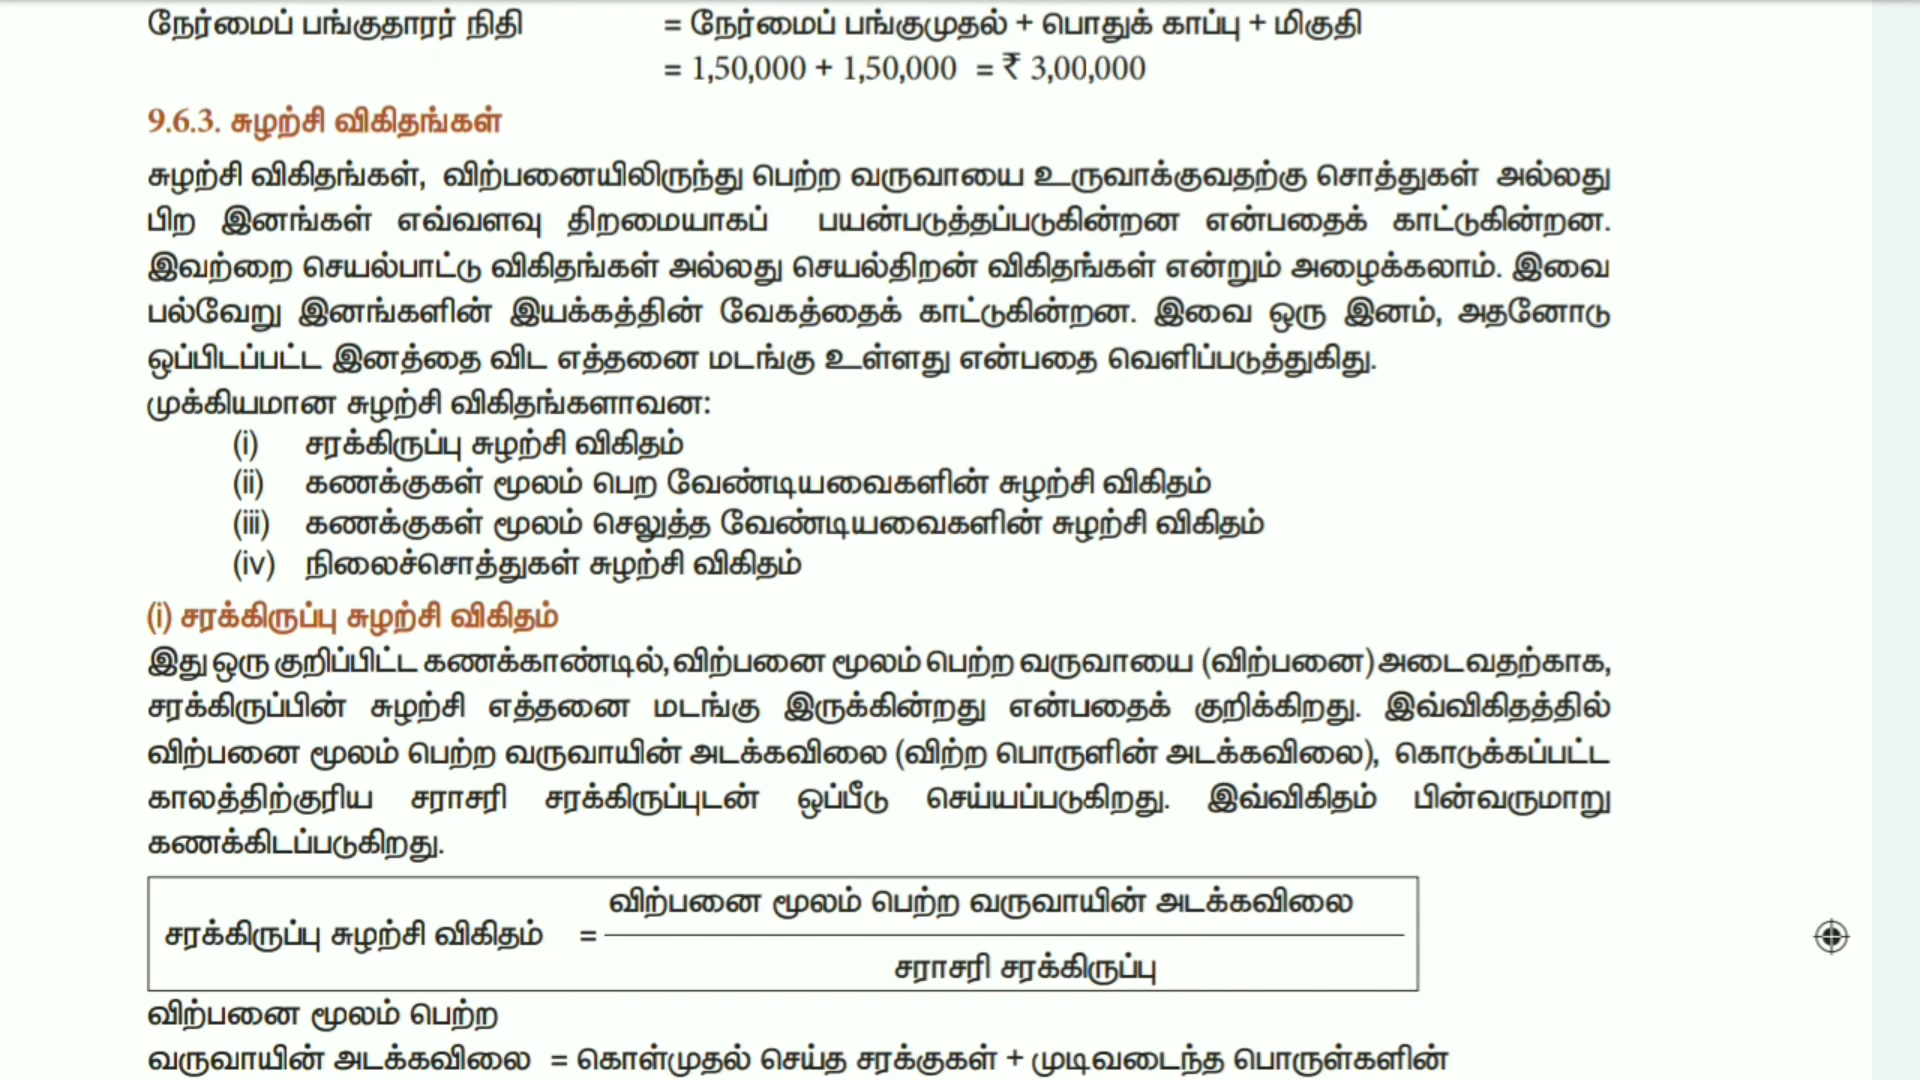 நேர்மைப் பங்குதாரர் நிதி = நேர்மைப் பங்குமுதல் + பொதுக் காப்பு + மிகுதி
= 1,50,000 + 1,50,000 = ₹ 3,00,000
9.6.3. சுழற்சி விகிதங்கள்
சுழற்சி விகிதங்கள், விற்பனையிலிருந்து பெற்ற வருவாயை உருவாக்குவதற்கு சொத்துகள் அல்லது
பிற இனங்கள் எவ்வளவு திறமையாகப் பயன்படுத்தப்படுகின்றன என்பதைக் காட்டுகின்றன.
இவற்றை செயல்பாட்டு விகிதங்கள் அல்லது செயல்திறன் விகிதங்கள் என்றும் அழைக்கலாம். இவை
பல்வேறு இனங்களின் இயக்கத்தின் வேகத்தைக் காட்டுகின்றன. இவை ஒரு இனம், அதனோடு
ஒப்பிடப்பட்ட இனத்தை விட எத்தனை மடங்கு உள்ளது என்பதை வெளிப்படுத்துகிது.
முக்கியமான சுழற்சி விகிதங்களாவன:
(i) சரக்கிருப்பு சுழற்சி விகிதம்
(ii) கணக்குகள் மூலம் பெற வேண்டியவைகளின் சுழற்சி விகிதம்
(iii) கணக்குகள் மூலம் செலுத்த வேண்டியவைகளின் சுழற்சி விகிதம்
(iv) நிலைச்சொத்துகள் சுழற்சி விகிதம்
(i) சரக்கிருப்பு சுழற்சி விகிதம்
இது ஒரு குறிப்பிட்ட கணக்காண்டில், விற்பனை மூலம் பெற்ற வருவாயை (விற்பனை) அடைவதற்காக,
சரக்கிருப்பின் சுழற்சி எத்தனை மடங்கு இருக்கின்றது என்பதைக் குறிக்கிறது. இவ்விகிதத்தில்
விற்பனை மூலம் பெற்ற வருவாயின் அடக்கவிலை (விற்ற பொருளின் அடக்கவிலை), கொடுக்கப்பட்ட
காலத்திற்குரிய சராசரி சரக்கிருப்புடன் ஒப்பீடு செய்யப்படுகிறது. இவ்விகிதம் பின்வருமாறு
கணக்கிடப்படுகிறது.
விற்பனை மூலம் பெற்ற வருவாயின் அடக்கவிலை
சரக்கிருப்பு சுழற்சி விகிதம் =
சராசரி சரக்கிருப்பு
விற்பனை மூலம் பெற்ற
வருவாயின் அடக்கவிலை = கொள்முதல் செய்த சரக்குகள் + முடிவடைந்த பொருள்களின்